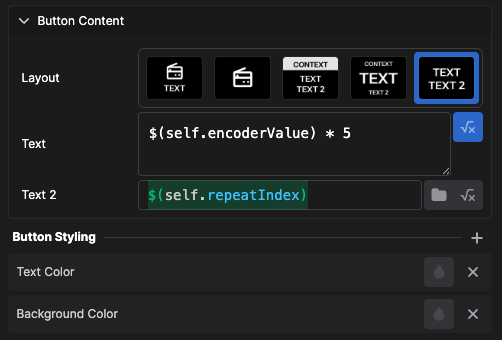 Button Content
Layout
TEXT
CONTEXT
TEXT
TEXT 2
CONTEXT
TEXT
TEXT 2
TEXT
TEXT 2
Text
$(self.encoderValue) * 5
√x
Text 2
$(self.repeatIndex)
√x
Button Styling
Text Color
Background Color